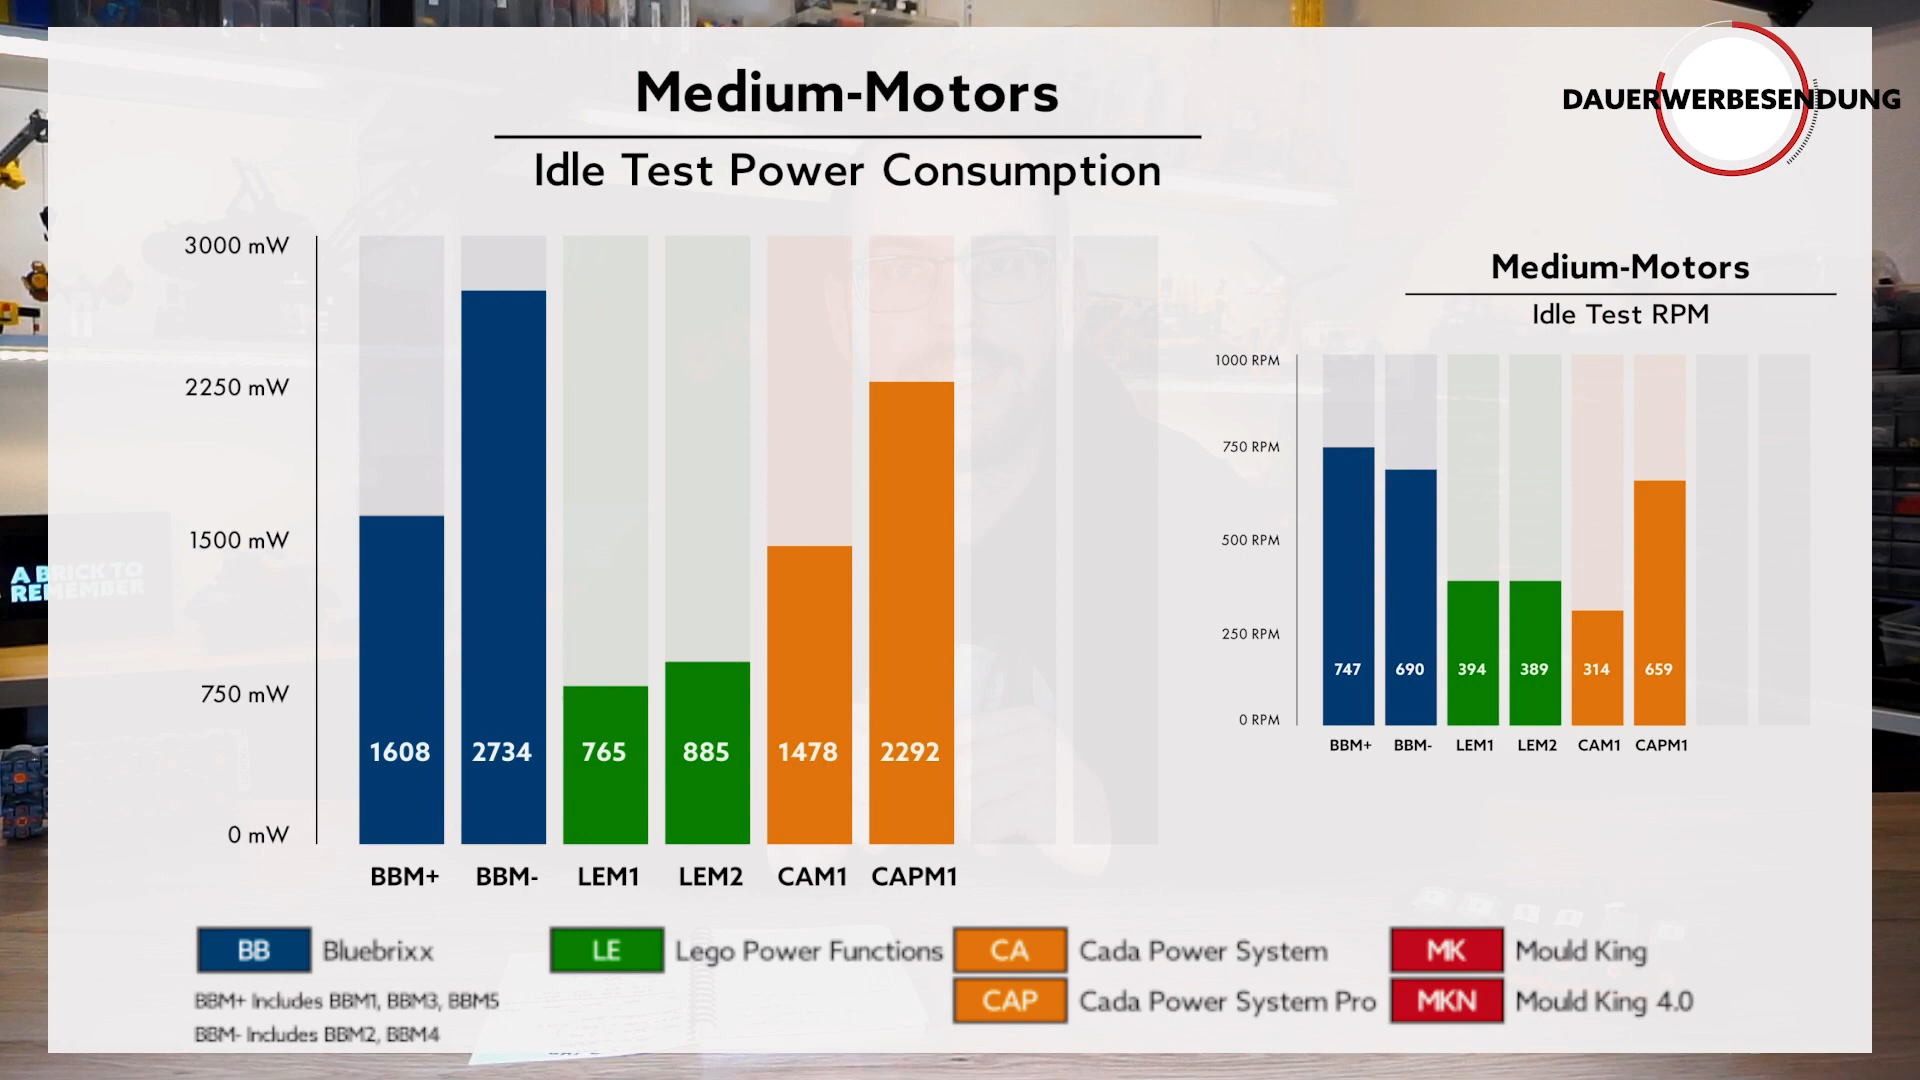 Medium-Motors
Idle Test Power Consumption
DAUERWERBESENDUNG
3000 mW
2250 mW
1500 mW
750 mW
0 mW
1608
2734
765
885
1478
2292
BBM+
BBM-
LEM1
LEM2
CAM1
CAPM1
Medium-Motors
Idle Test RPM
1000 RPM
750 RPM
500 RPM
250 RPM
0 RPM
747
690
394
389
314
659
BBM+
BBM-
LEM1
LEM2
CAM1
CAPM1
A BRICK TO
REMEMBER
BB Bluebrixx
BBM+ Includes BBM1, BBM3, BBM5
BBM- Includes BBM2, BBM4
LE Lego Power Functions
CA Cada Power System
CAP Cada Power System Pro
MK Mould King
MKN Mould King 4.0